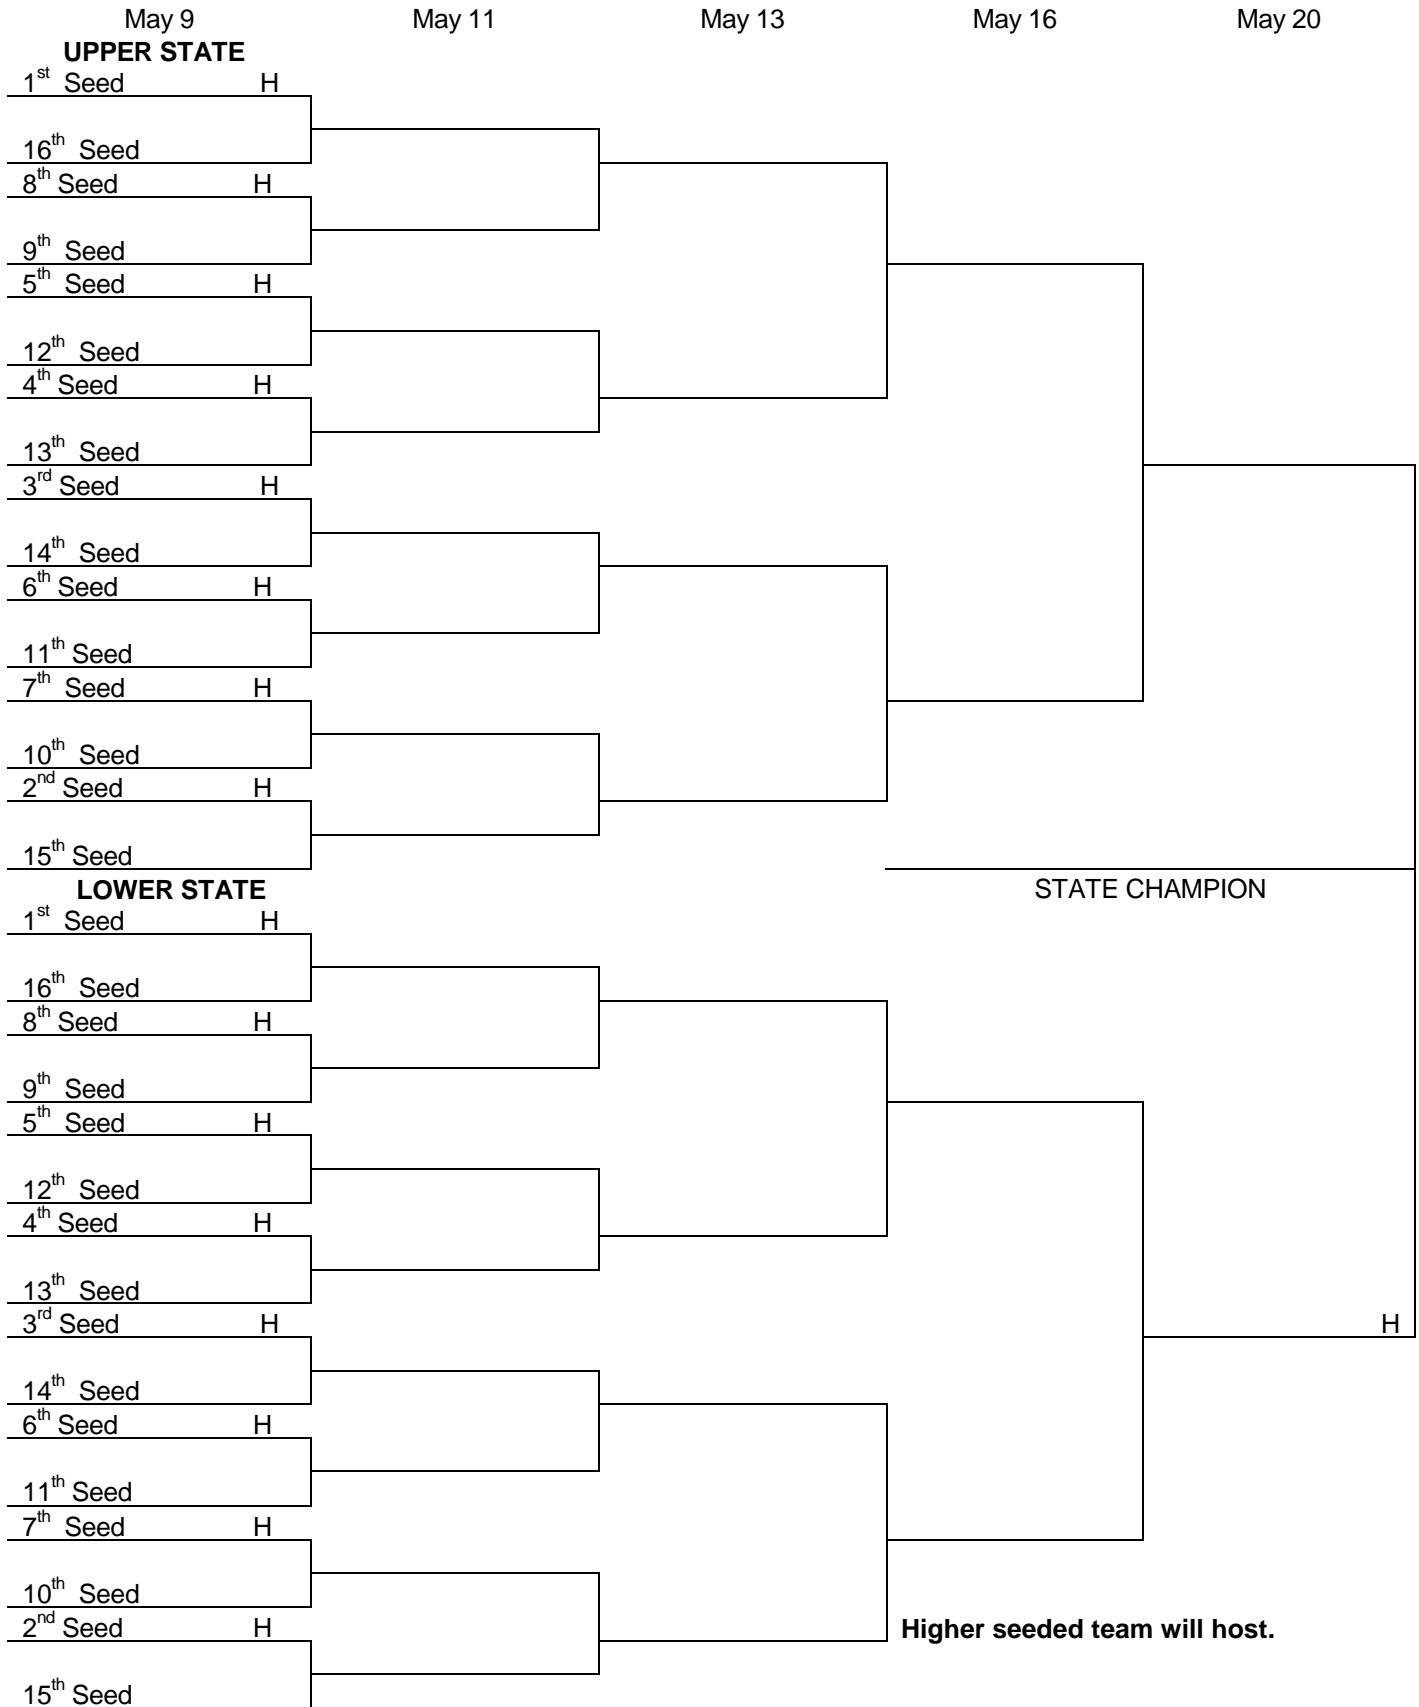 May 9 May 11 May 13 May 16 May 20
UPPER STATE
1st Seed H
16th Seed
8th Seed H
9th Seed
5th Seed H
12th Seed
4th Seed H
13th Seed
3rd Seed H
14th Seed
6th Seed H
11th Seed
7th Seed H
10th Seed
2nd Seed H
15th Seed
LOWER STATE STATE CHAMPION
1st Seed H
16th Seed
8th Seed H
9th Seed
5th Seed H
12th Seed
4th Seed H
13th Seed
3rd Seed H H
14th Seed
6th Seed H
11th Seed
7th Seed H
10th Seed
2nd Seed H Higher seeded team will host.
15th Seed